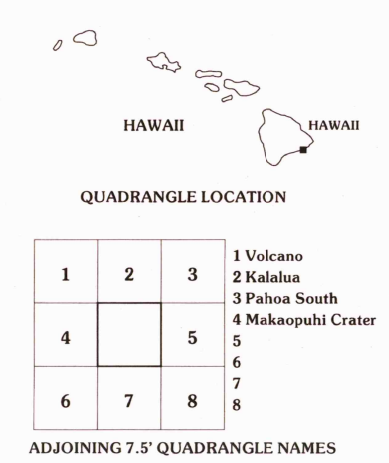 HAWAII
HAWAII
QUADRANGLE LOCATION
1 2 3
4 5
6 7 8
1 Volcano
2 Kalalua
3 Pahoa South
4 Makaopuhi Crater
5
6
7
8
ADJOINING 7.5' QUADRANGLE NAMES